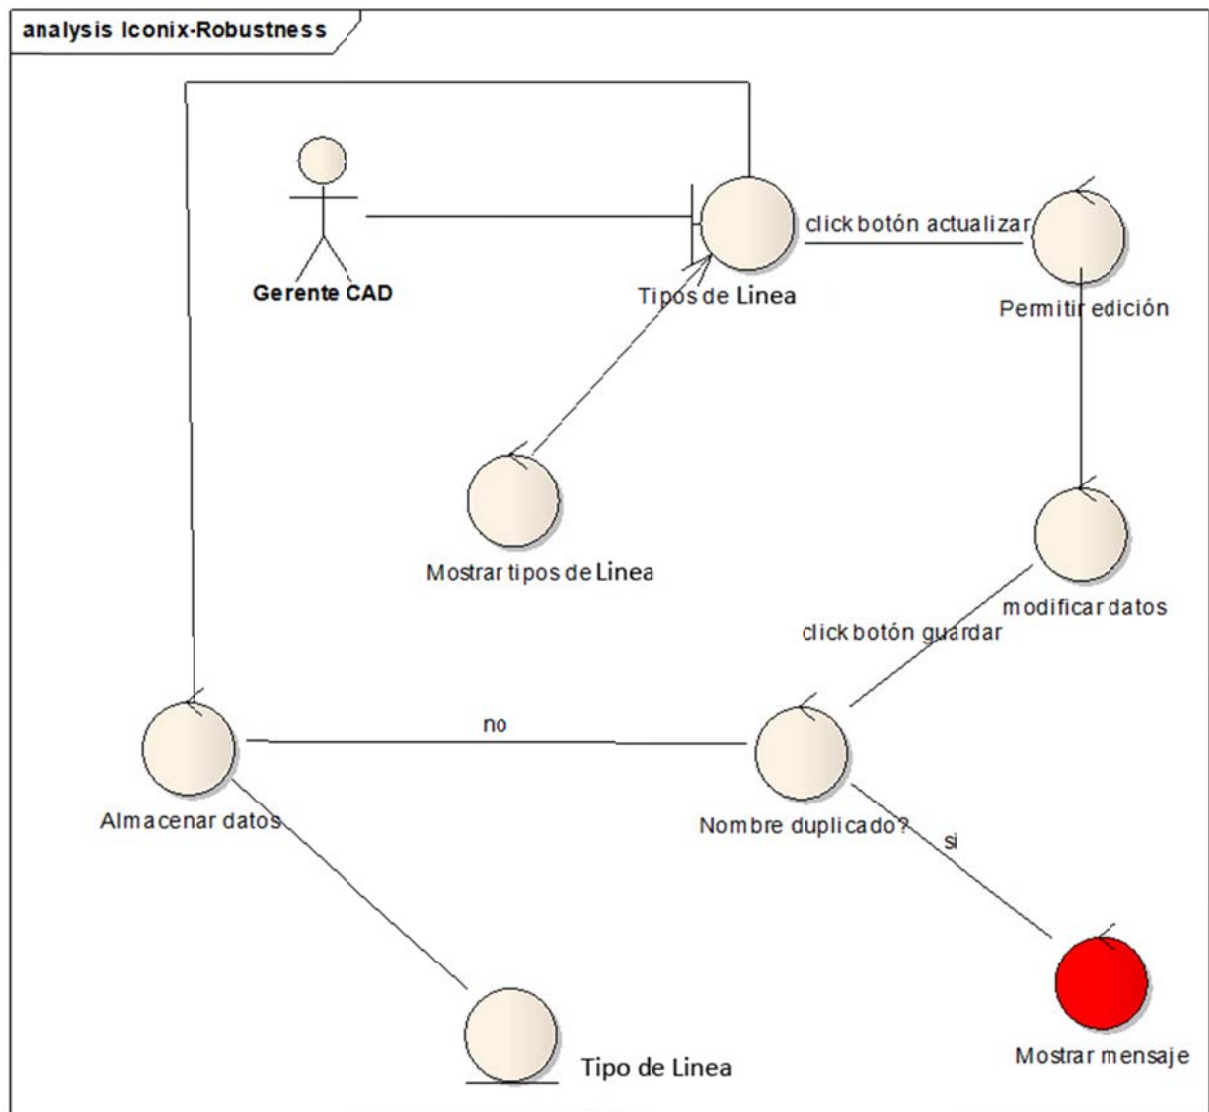 analysis Iconix-Robustness
click botón actualizar
Gerente CAD
Tipos de Linea
Permitir edición
Mostrar tipos de Linea
modificar datos
click botón guardar
no
Almacenar datos
Nombre duplicado?
si
Tipo de Linea
Mostrar mensaje